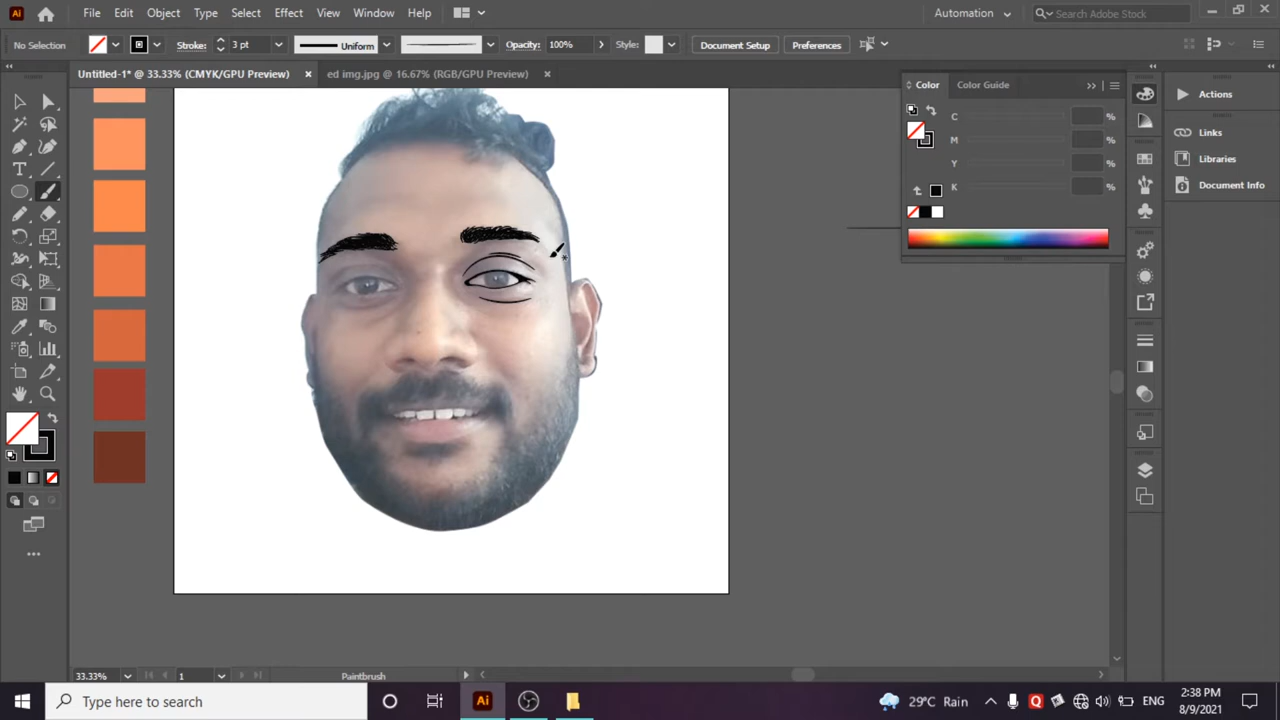 Ai File Edit Object Type Select Effect View Window Help Automation Search Adobe Stock
No Selection Stroke: 3 pt Uniform Opacity: 100% Style: Document Setup Preferences
Untitled-1* @ 33.33% (CMYK/GPU Preview) × ed img.jpg @ 16.67% (RGB/GPU Preview) ×
Color Color Guide
C %
M %
Y %
K %
Actions
Links
Libraries
Document Info
33.33% 1 Paintbrush
Type here to search Ai 29°C Rain ENG 2:38 PM
8/9/2021